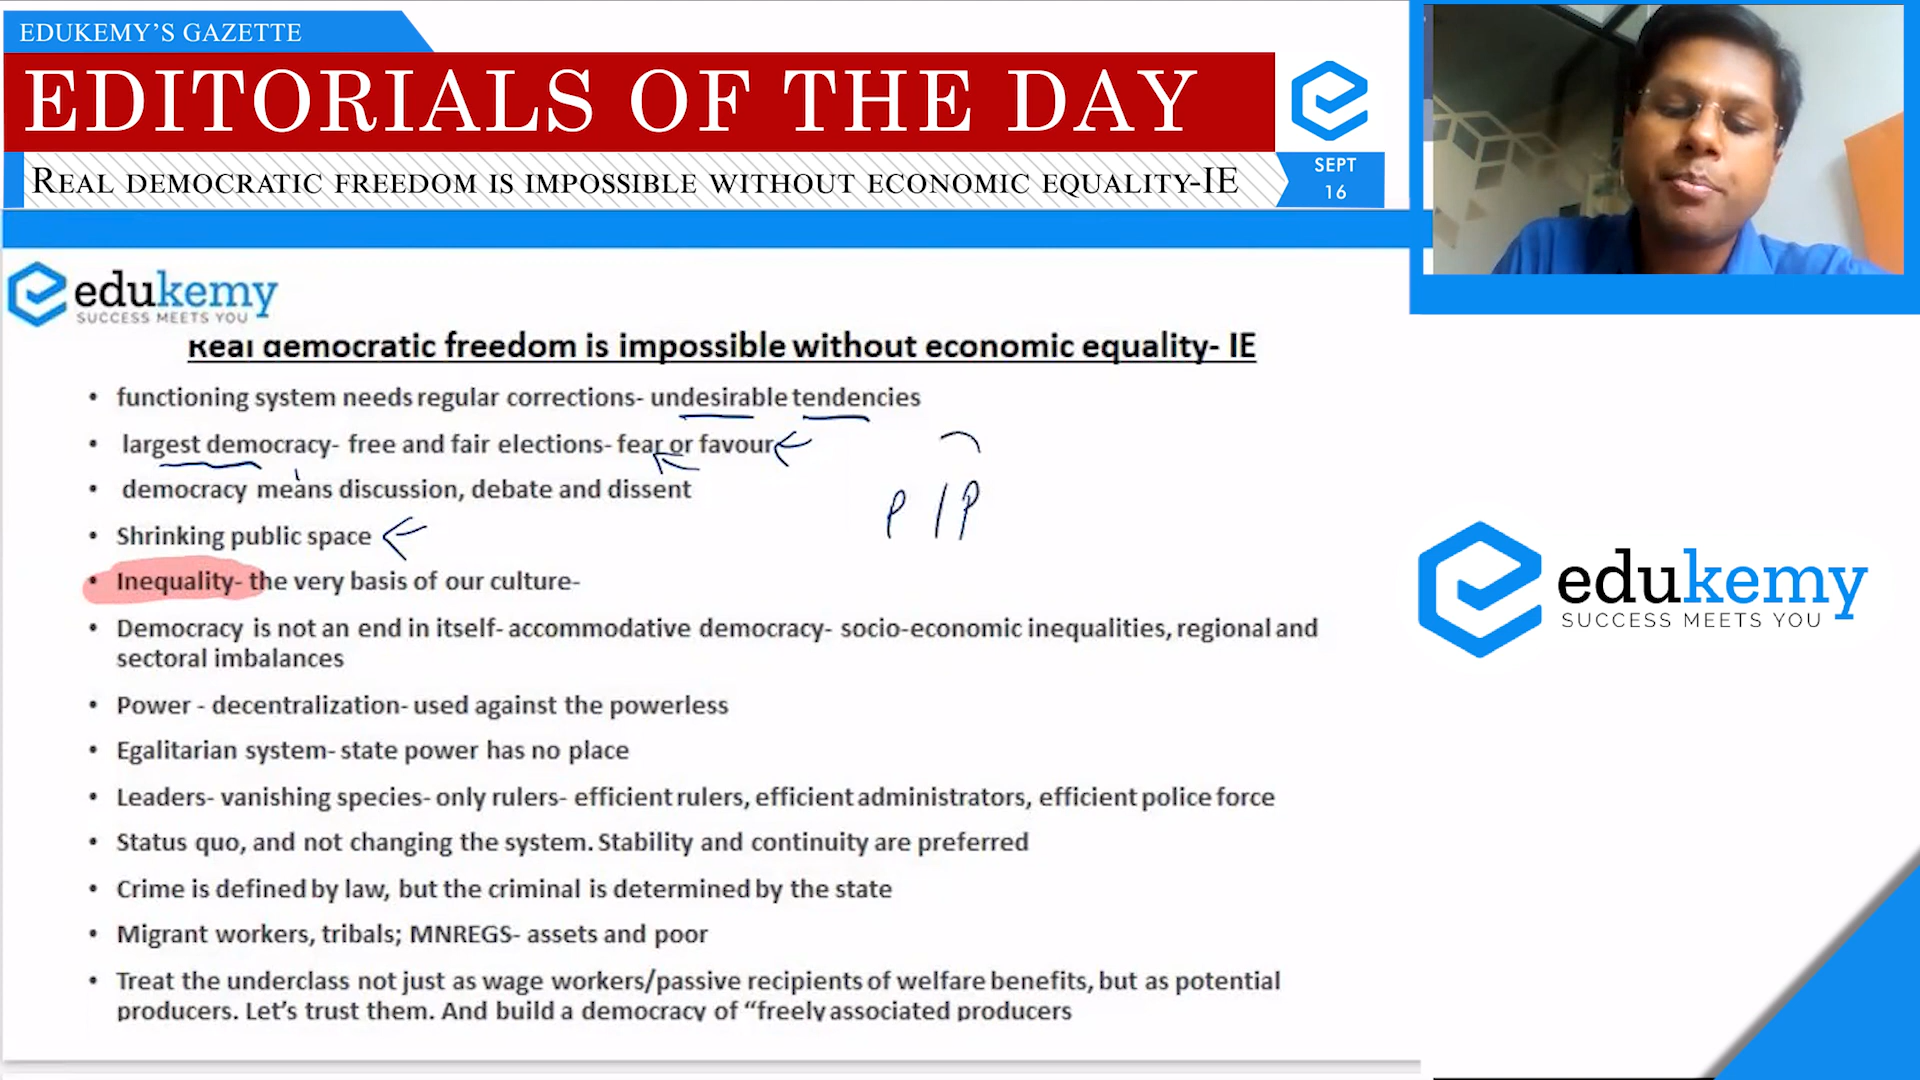 EDUKEMY'S GAZETTE
EDITORIALS OF THE DAY
REAL DEMOCRATIC FREEDOM IS IMPOSSIBLE WITHOUT ECONOMIC EQUALITY-IE
SEPT
16
edukemy
SUCCESS MEETS YOU
Real democratic freedom is impossible without economic equality- IE
• functioning system needs regular corrections- undesirable tendencies
• largest democracy- free and fair elections- fear or favour
• democracy means discussion, debate and dissent
• Shrinking public space
P / P
• Inequality- the very basis of our culture-
• Democracy is not an end in itself- accommodative democracy- socio-economic inequalities, regional and
sectoral imbalances
• Power - decentralization- used against the powerless
• Egalitarian system- state power has no place
• Leaders- vanishing species- only rulers- efficient rulers, efficient administrators, efficient police force
• Status quo, and not changing the system. Stability and continuity are preferred
• Crime is defined by law, but the criminal is determined by the state
• Migrant workers, tribals; MNREGS- assets and poor
• Treat the underclass not just as wage workers/passive recipients of welfare benefits, but as potential
producers. Let's trust them. And build a democracy of "freely associated producers
edukemy
SUCCESS MEETS YOU